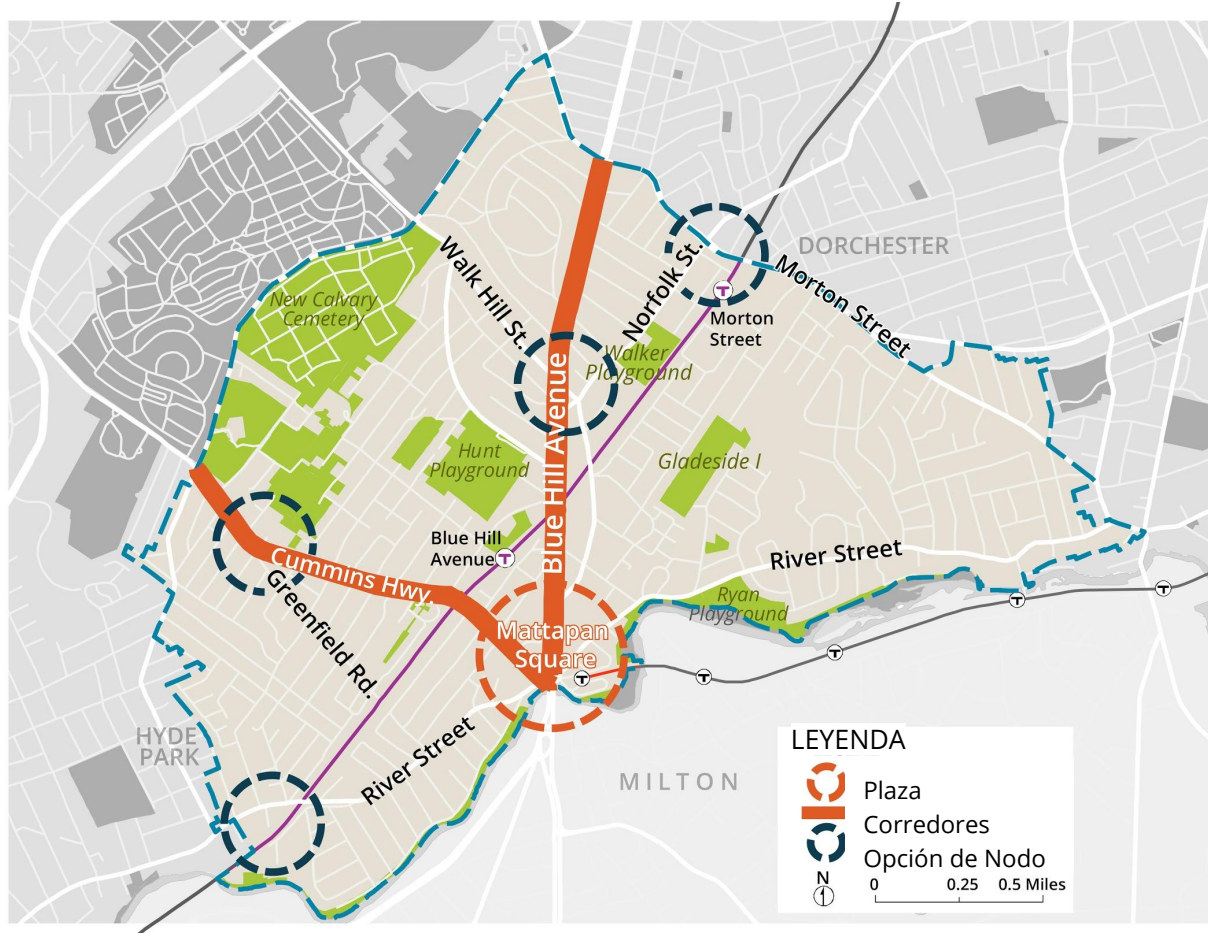 DORCHESTER
Walk Hill St.
Norfolk St.
Morton Street
New Calvary
Cemetery
Morton
Street
Walker
Playground
Blue Hill Avenue
Hunt
Playground
Gladeside I
Blue Hill
Avenue
T
T
River Street
Cummins Hwy.
Greenfield Rd.
Ryan
Playground
Mattapan
Square
T
T
T
T
T
HYDE
PARK
River Street
MILTON
LEYENDA
Plaza
Corredores
Opción de Nodo
N
0 0.25 0.5 Miles